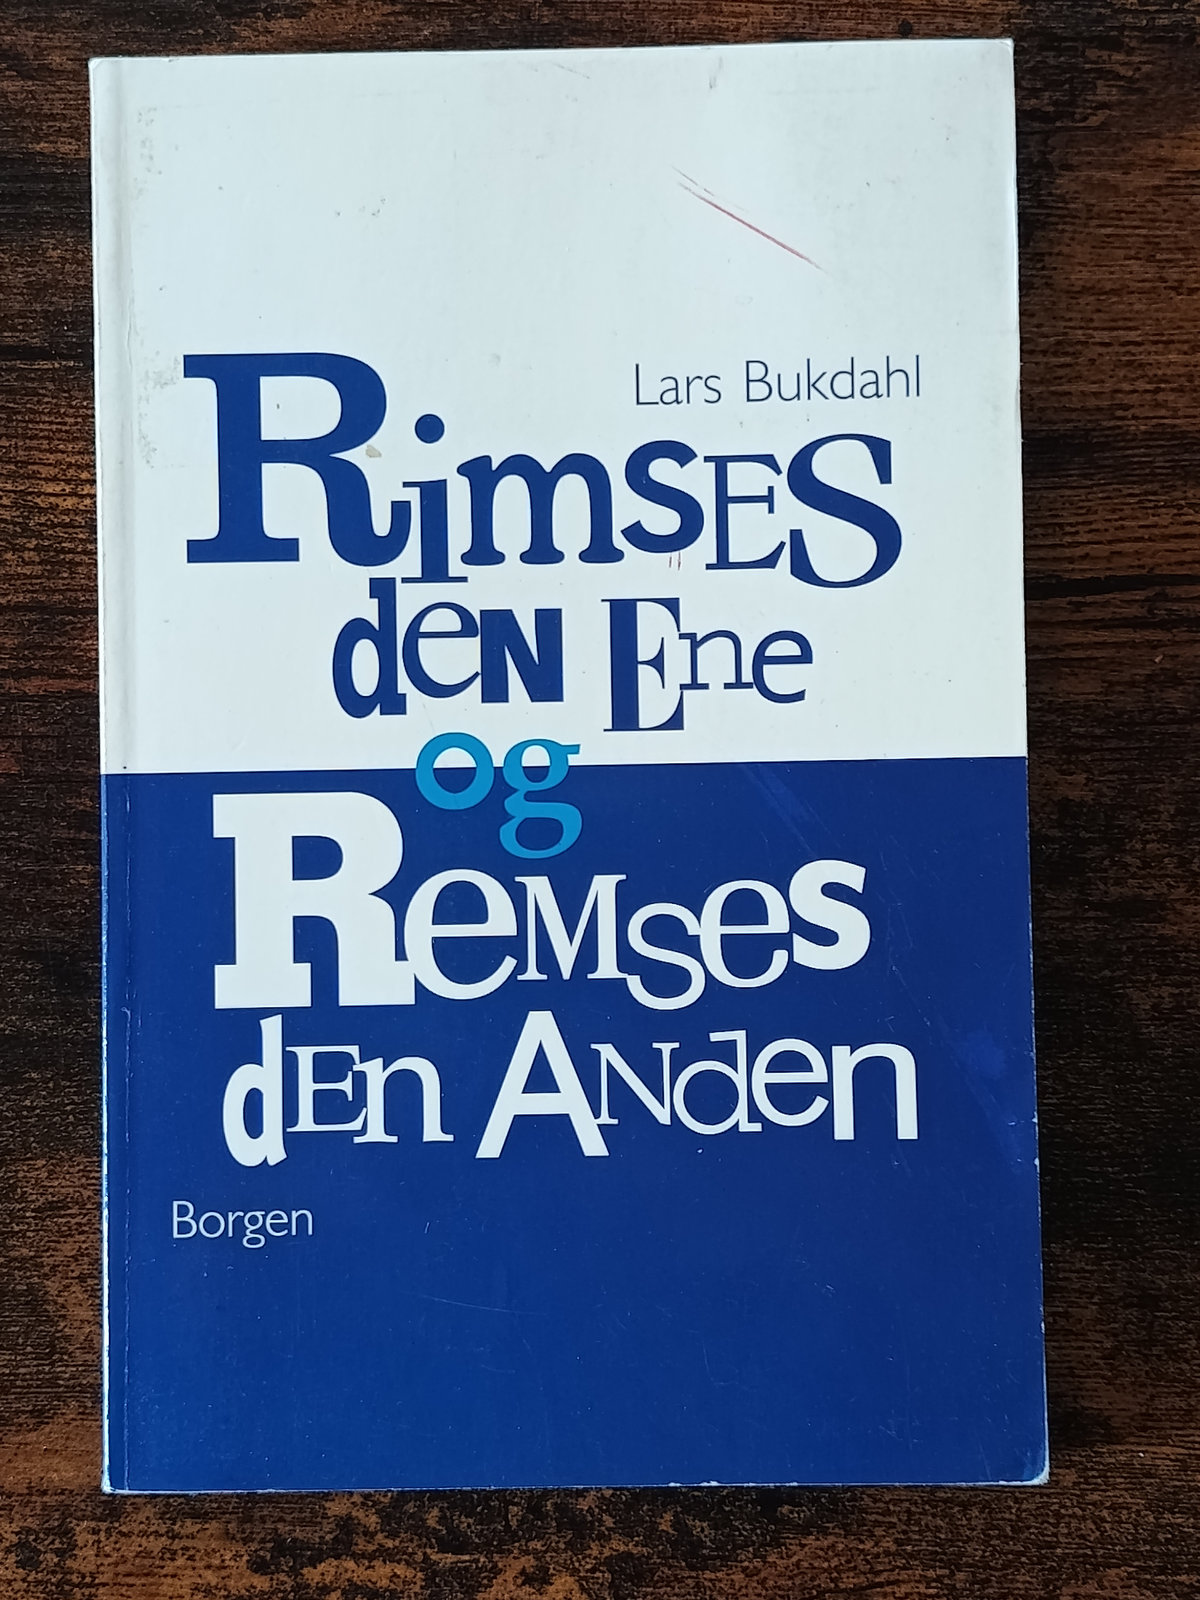 Lars Bukdahl
RimsEs
den Ene
og
ReMses
dEn ANden
Borgen